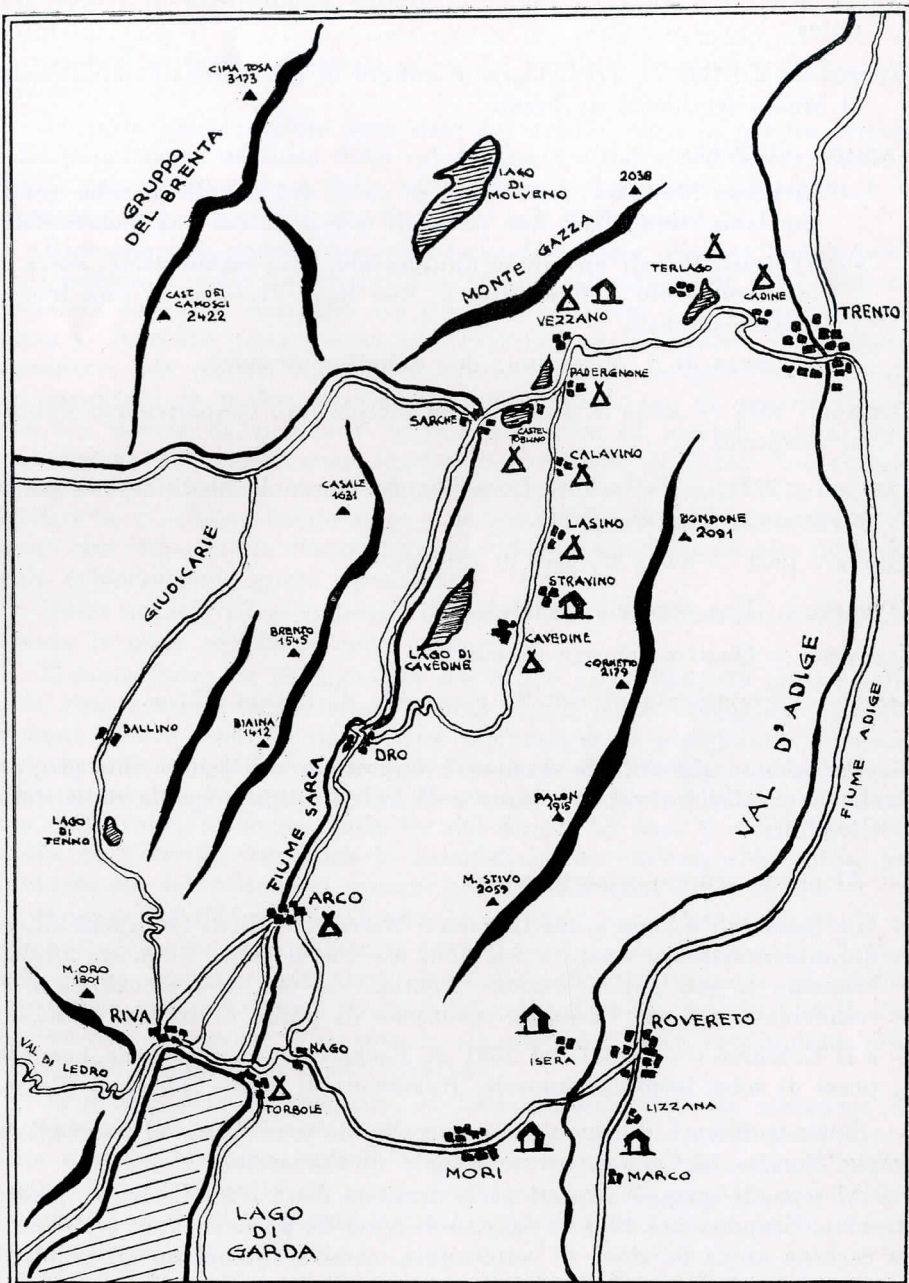 CIMA TOSA
3173
GRUPPO
DEL BRENTA
LAGO
DI
MOLVENO
2038
MONTE GAZZA
CAST. DEI
CAMOSCI
2422
TERLAGO
CADINE
TRENTO
VEZZANO
PADERGNONE
SARCHE
CASTEL
TOBLINO
CALAVINO
CASALE
1631
LASINO
BONDONE
2091
GIUDICARIE
STRAVINO
LAGO DI
CAVEDINE
CAVEDINE
BRENTO
1545
CORNETO
2179
VAL D'ADIGE
FIUME ADIGE
BALLINO
BIAINA
1412
DRO
PALON
1915
LAGO
DI
TENNO
FIUME SARCA
M. STIVO
2059
ARCO
M. ORO
1801
RIVA
NAGO
ISERA
ROVERETO
VAL DI
LEDRO
TORBOLE
LIZZANA
MORI
MARCO
LAGO
DI
GARDA